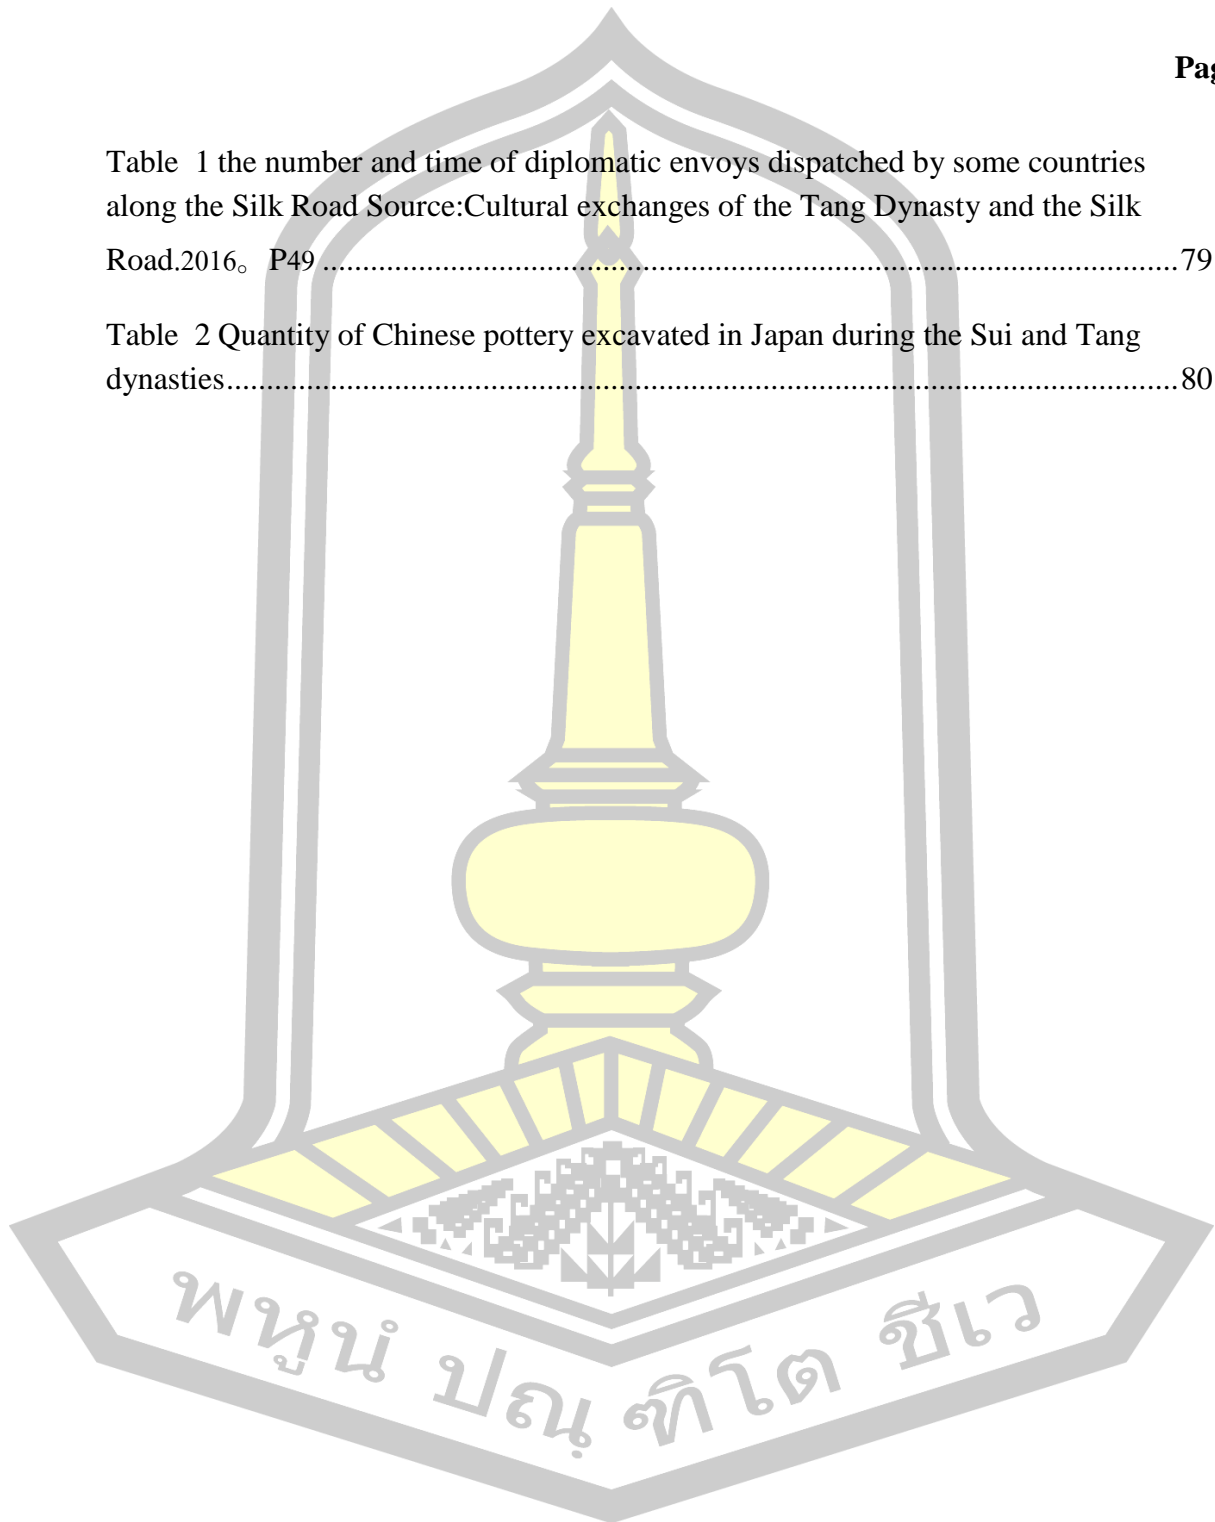 Pag
Table 1 the number and time of diplomatic envoys dispatched by some countries
along the Silk Road Source:Cultural exchanges of the Tang Dynasty and the Silk
Road.2016。 P49 ..........................................................................................79
Table 2 Quantity of Chinese pottery excavated in Japan during the Sui and Tang
dynasties....................................................................................................80
พหูนํ ปณฺฑิโต ชีเว